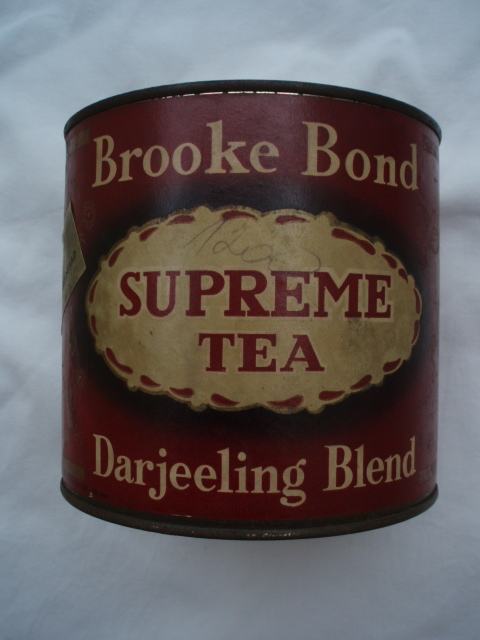 Brooke Bond
SUPREME
TEA
Darjeeling Blend